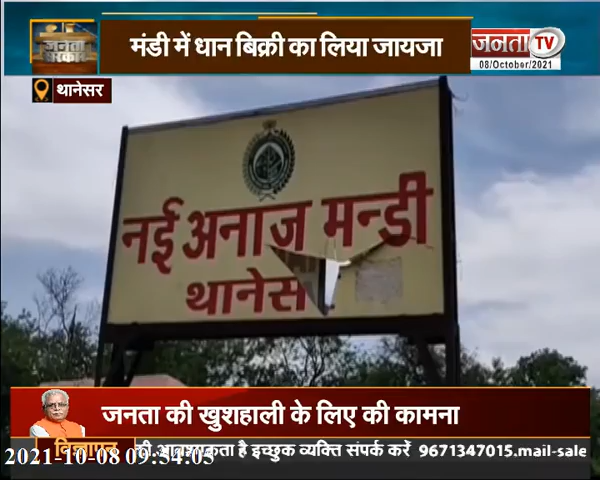 जनता सरकार
मंडी में धान बिक्री का लिया जायजा
जनता TV
08/October/2021
थानेसर
नई अनाज मन्डी
थानेस
जनता की खुशहाली के लिए की कामना
विज्ञापन की आवश्यकता है इच्छुक व्यक्ति संपर्क करें 9671347015.mail-sale
2021-10-08 09:54:05